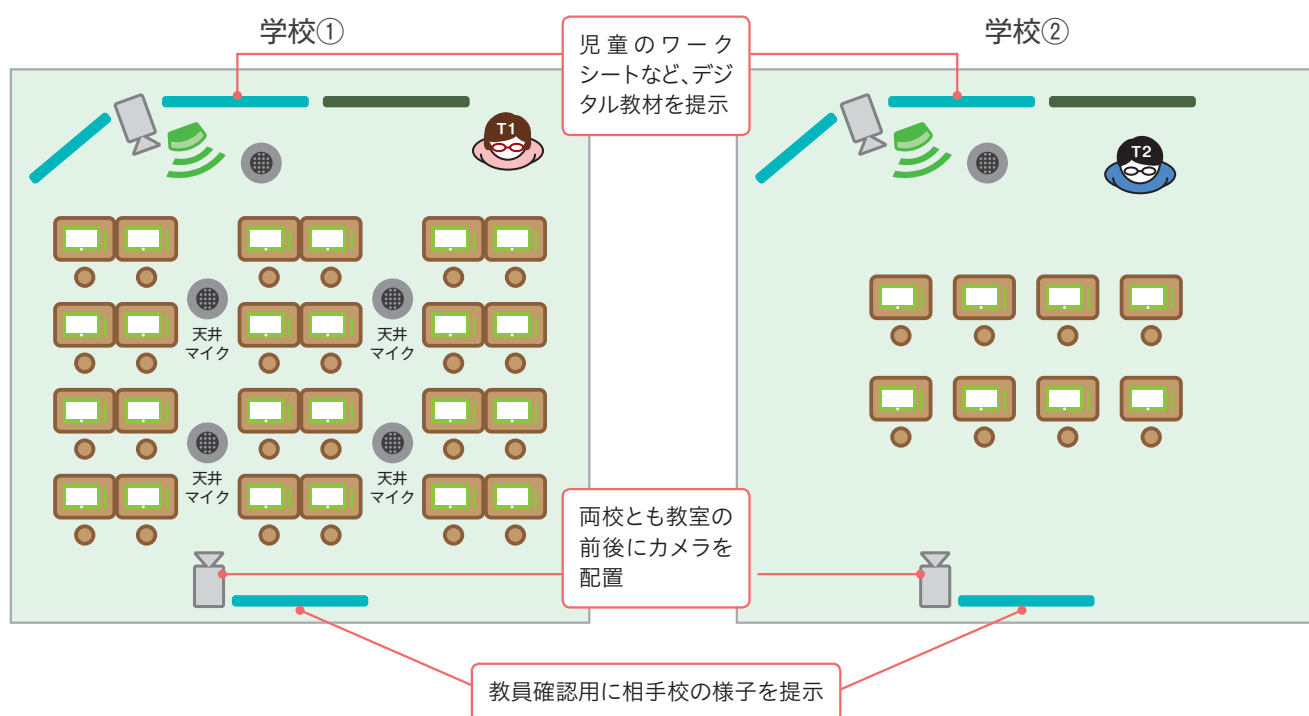 学校①
学校②
児童のワーク
シートなど、デジ
タル教材を提示
T1
T2
天井
マイク
天井
マイク
天井
マイク
天井
マイク
両校とも教室の
前後にカメラを
配置
教員確認用に相手校の様子を提示